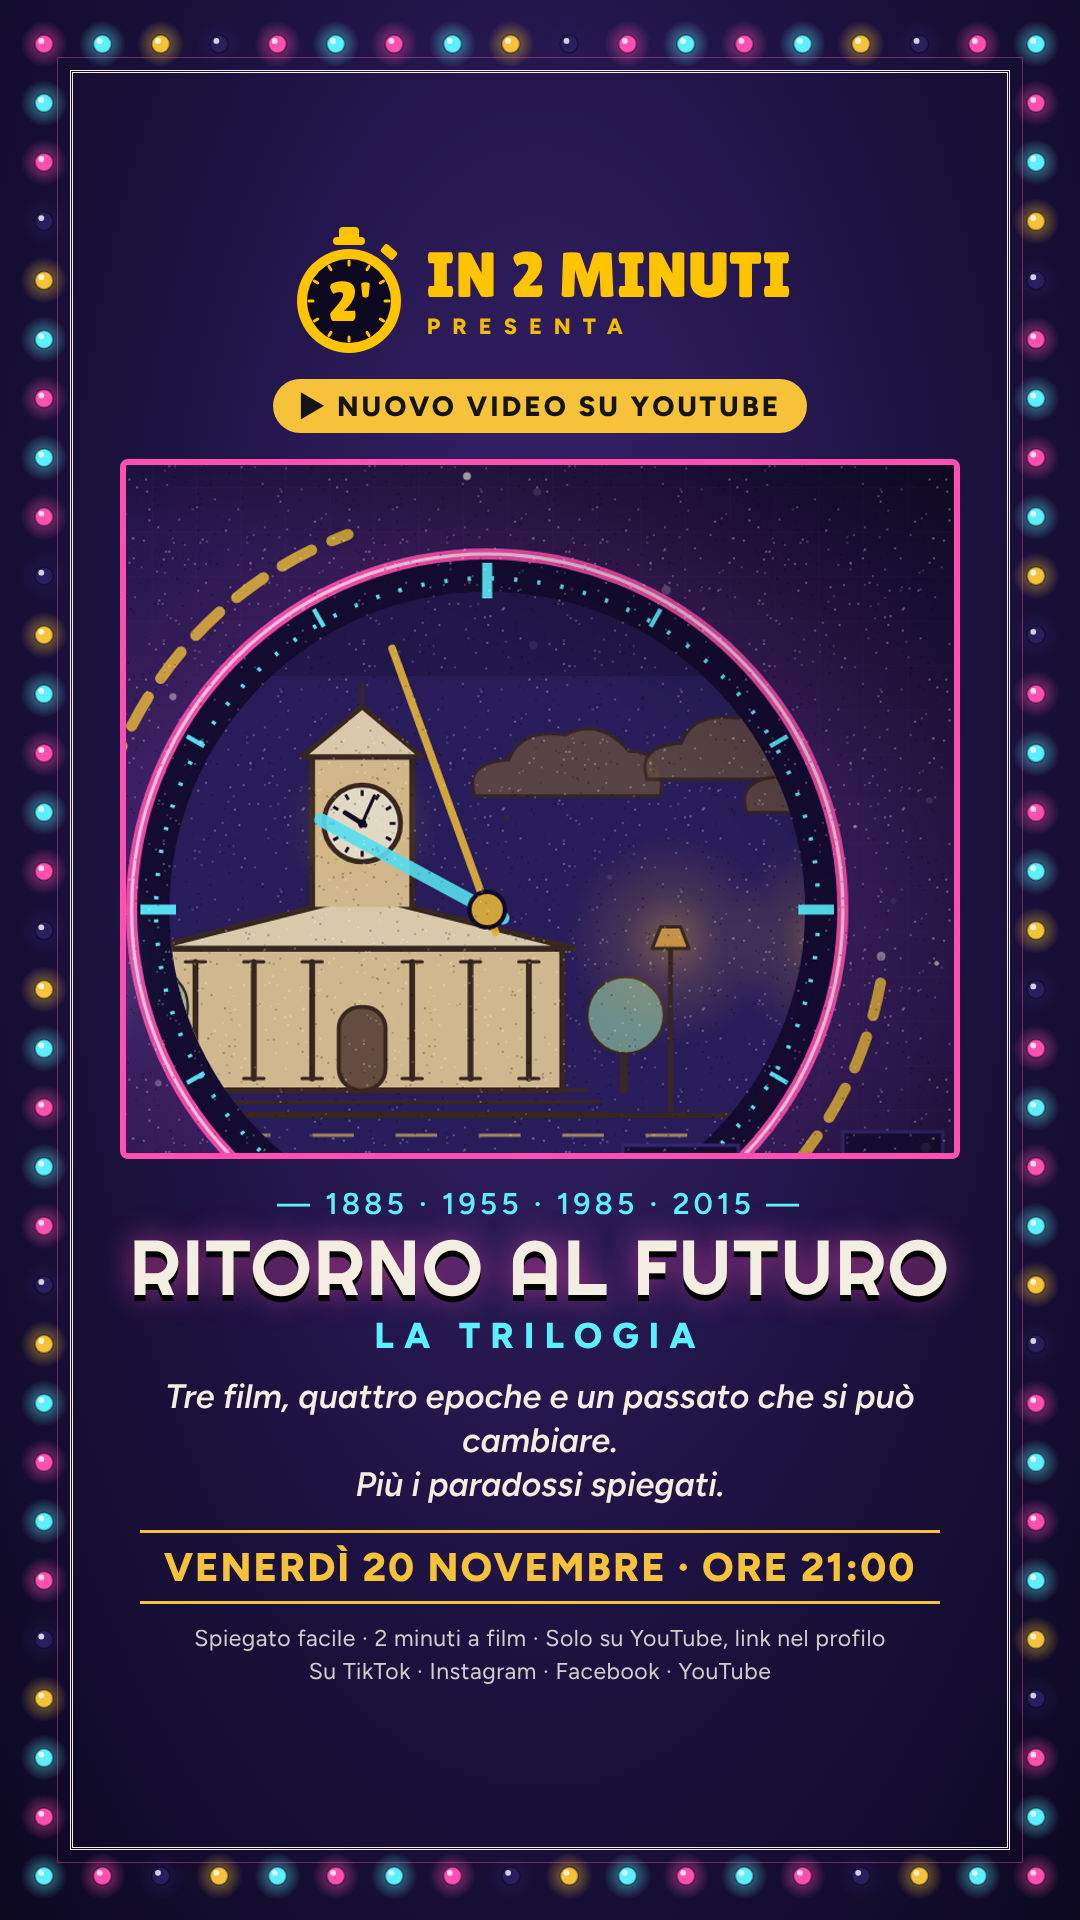 2'
IN 2 MINUTI
PRESENTA
▶ NUOVO VIDEO SU YOUTUBE
— 1885 · 1955 · 1985 · 2015 —
RITORNO AL FUTURO
LA TRILOGIA
Tre film, quattro epoche e un passato che si può
cambiare.
Più i paradossi spiegati.
VENERDÌ 20 NOVEMBRE · ORE 21:00
Spiegato facile · 2 minuti a film · Solo su YouTube, link nel profilo
Su TikTok · Instagram · Facebook · YouTube